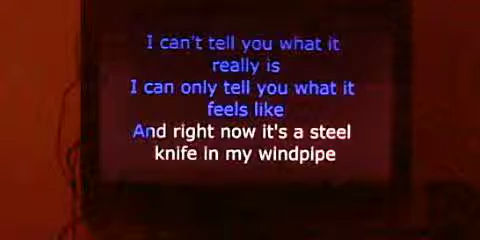 I can't tell you what it
really is
I can only tell you what it
feels like
And right now it's a steel
knife in my windpipe